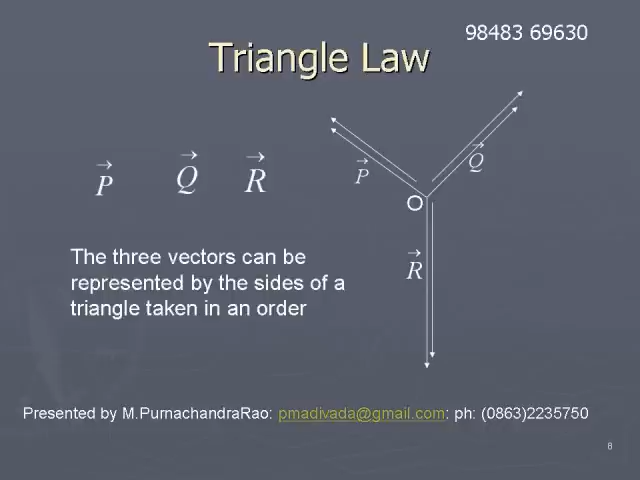 98483 69630
Triangle Law
P Q R
P
Q
O
R
The three vectors can be
represented by the sides of a
triangle taken in an order
Presented by M.PurnachandraRao: pmadivada@gmail.com: ph: (0863)2235750
8